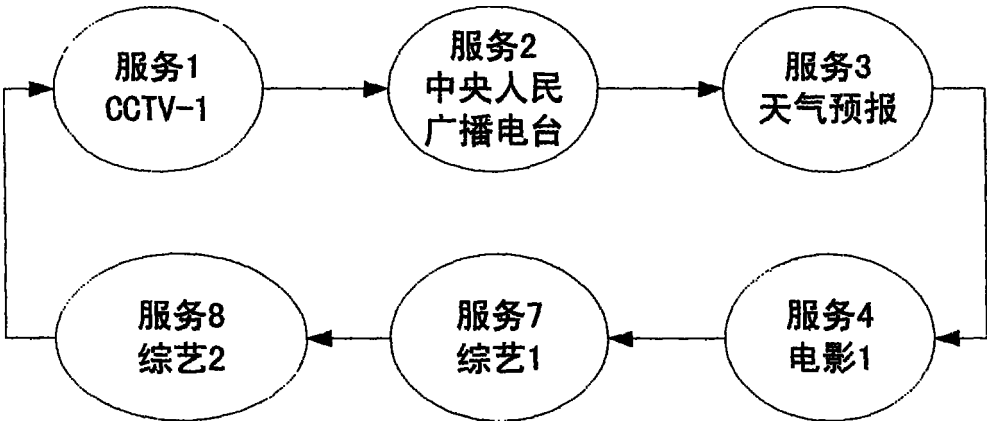 服务1
CCTV-1
服务2
中央人民
广播电台
服务3
天气预报
服务8
综艺2
服务7
综艺1
服务4
电影1